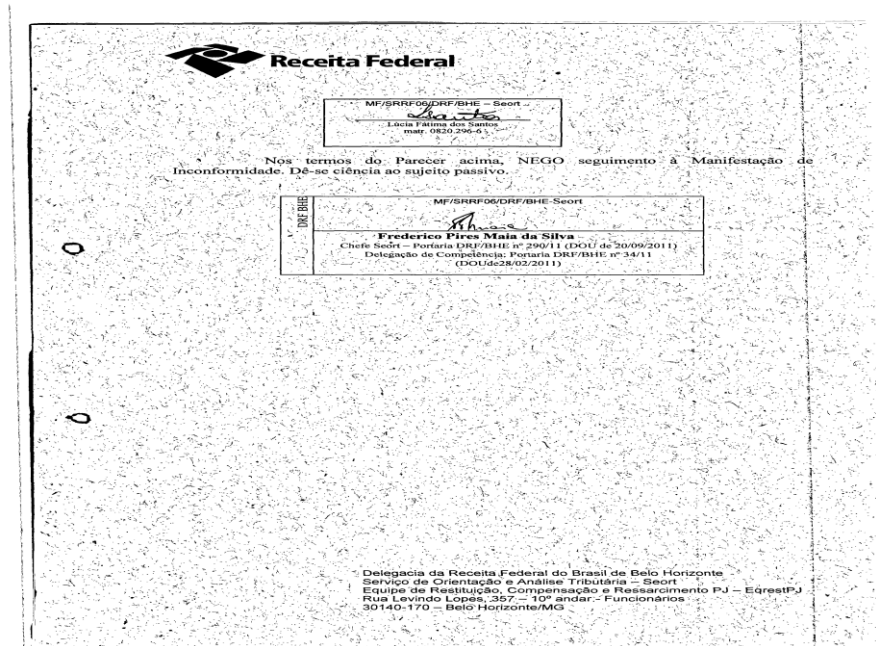 Receita Federal
MF/SRRF06/DRF/BHE – Seort
Lúcia Fátima dos Santos
matr. 0820.296-6
Nos termos do Parecer acima, NEGO seguimento à Manifestação de
Inconformidade. Dê-se ciência ao sujeito passivo.
DRF BHE
MF/SRRF06/DRF/BHE-Seort
Frederico Pires Maia da Silva
Chefe Seort – Portaria DRF/BHE nº 290/11 (DOU de 20/09/2011)
Delegação de Competência: Portaria DRF/BHE nº 34/11
(DOUde28/02/2011)
Delegacia da Receita Federal do Brasil de Belo Horizonte
Serviço de Orientação e Análise Tributária – Seort
Equipe de Restituição, Compensação e Ressarcimento PJ – EqrestPJ
Rua Levindo Lopes, 357 – 10º andar - Funcionários
30140-170 – Belo Horizonte/MG